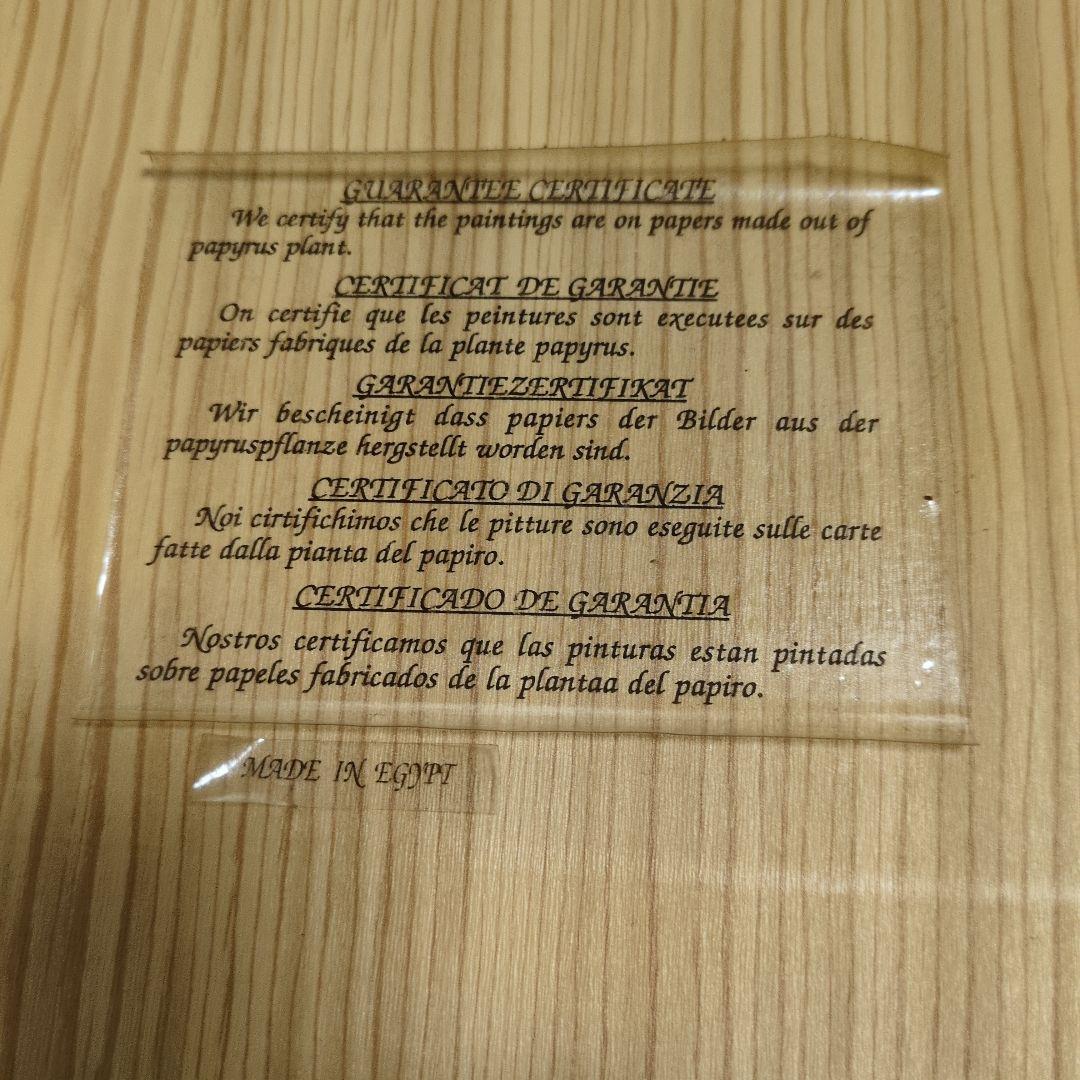 GUARANTEE CERTIFICATE
We certify that the paintings are on papers made out of
papyrus plant.
CERTIFICAT DE GARANTIE
On certifie que les peintures sont executees sur des
papiers fabriques de la plante papyrus.
GARANTIEZERTIFIKAT
Wir bescheinigt dass papiers der Bilder aus der
papyruspflanze hergstellt worden sind.
CERTIFICATO DI GARANZIA
Noi cirtifichimos che le pitture sono eseguite sulle carte
fatte dalla pianta del papiro.
CERTIFICADO DE GARANTIA
Nostros certificamos que las pinturas estan pintadas
sobre papeles fabricados de la plantaa del papiro.
MADE IN EGYPT